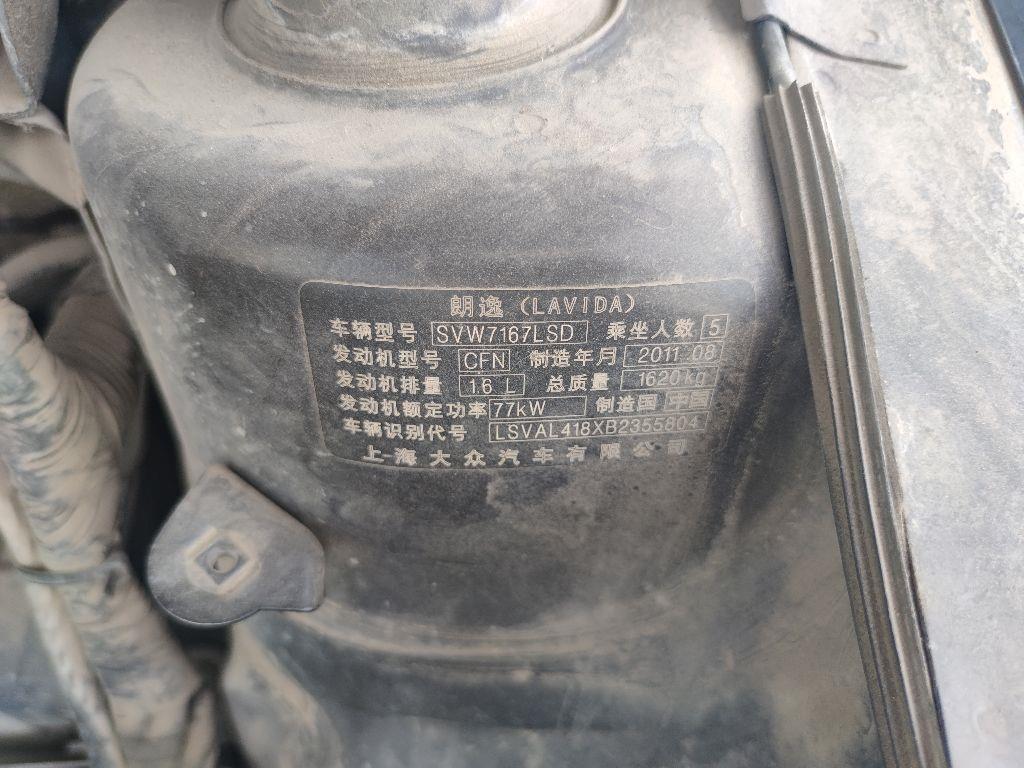 朗逸 (LAVIDA)
车辆型号 SVW7167LSD 乘坐人数 5
发动机型号 CFN 制造年月 2011 08
发动机排量 1.6 L 总质量 1620kg
发动机额定功率 77kW 制造国 中国
车辆识别代号 LSVAL418XB2355804
上海大众汽车有限公司